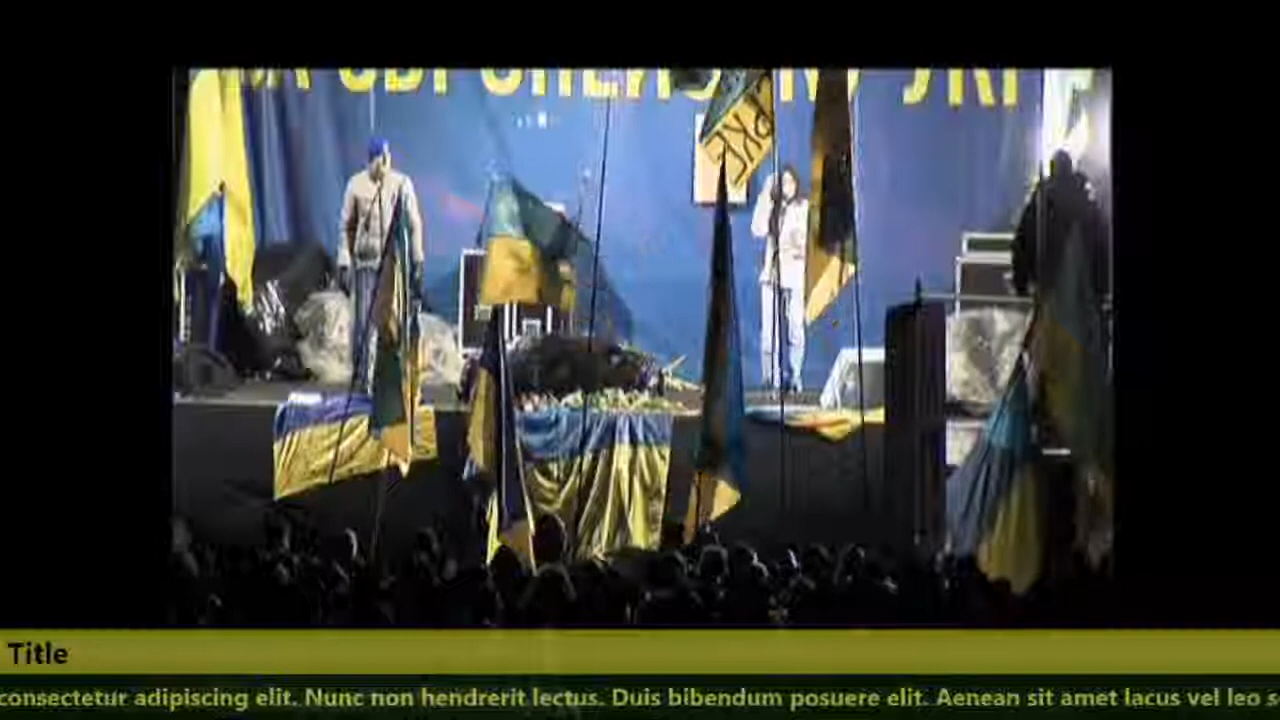 Title
consectetur adipiscing elit. Nunc non hendrerit lectus. Duis bibendum posuere elit. Aenean sit amet lacus vel leo s